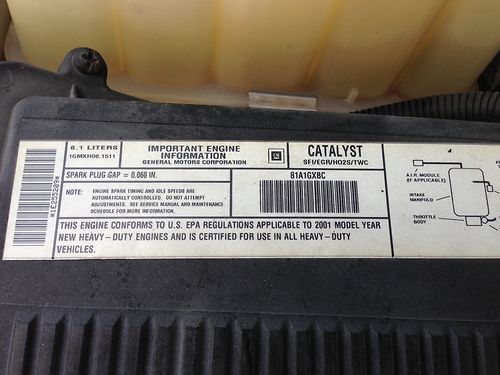 8.1 LITERS
1GMXH08.1511
IMPORTANT ENGINE
INFORMATION
GENERAL MOTORS CORPORATION
GM
CATALYST
SFI/EGR/HO2S/TWC
SPARK PLUG GAP = 0.060 IN.
NOTE: ENGINE SPARK TIMING AND IDLE SPEEDS ARE
AUTOMATICALLY CONTROLLED. DO NOT ATTEMPT
ADJUSTMENTS. SEE SERVICE MANUAL AND MAINTENANCE
SCHEDULE FOR MORE INFORMATION.
81A1GXBC
THIS ENGINE CONFORMS TO U.S. EPA REGULATIONS APPLICABLE TO 2001 MODEL YEAR
NEW HEAVY-DUTY ENGINES AND IS CERTIFIED FOR USE IN ALL HEAVY-DUTY
VEHICLES.
A.I.R. MODULE
(IF APPLICABLE)
INTAKE
MANIFOLD
THROTTLE
BODY